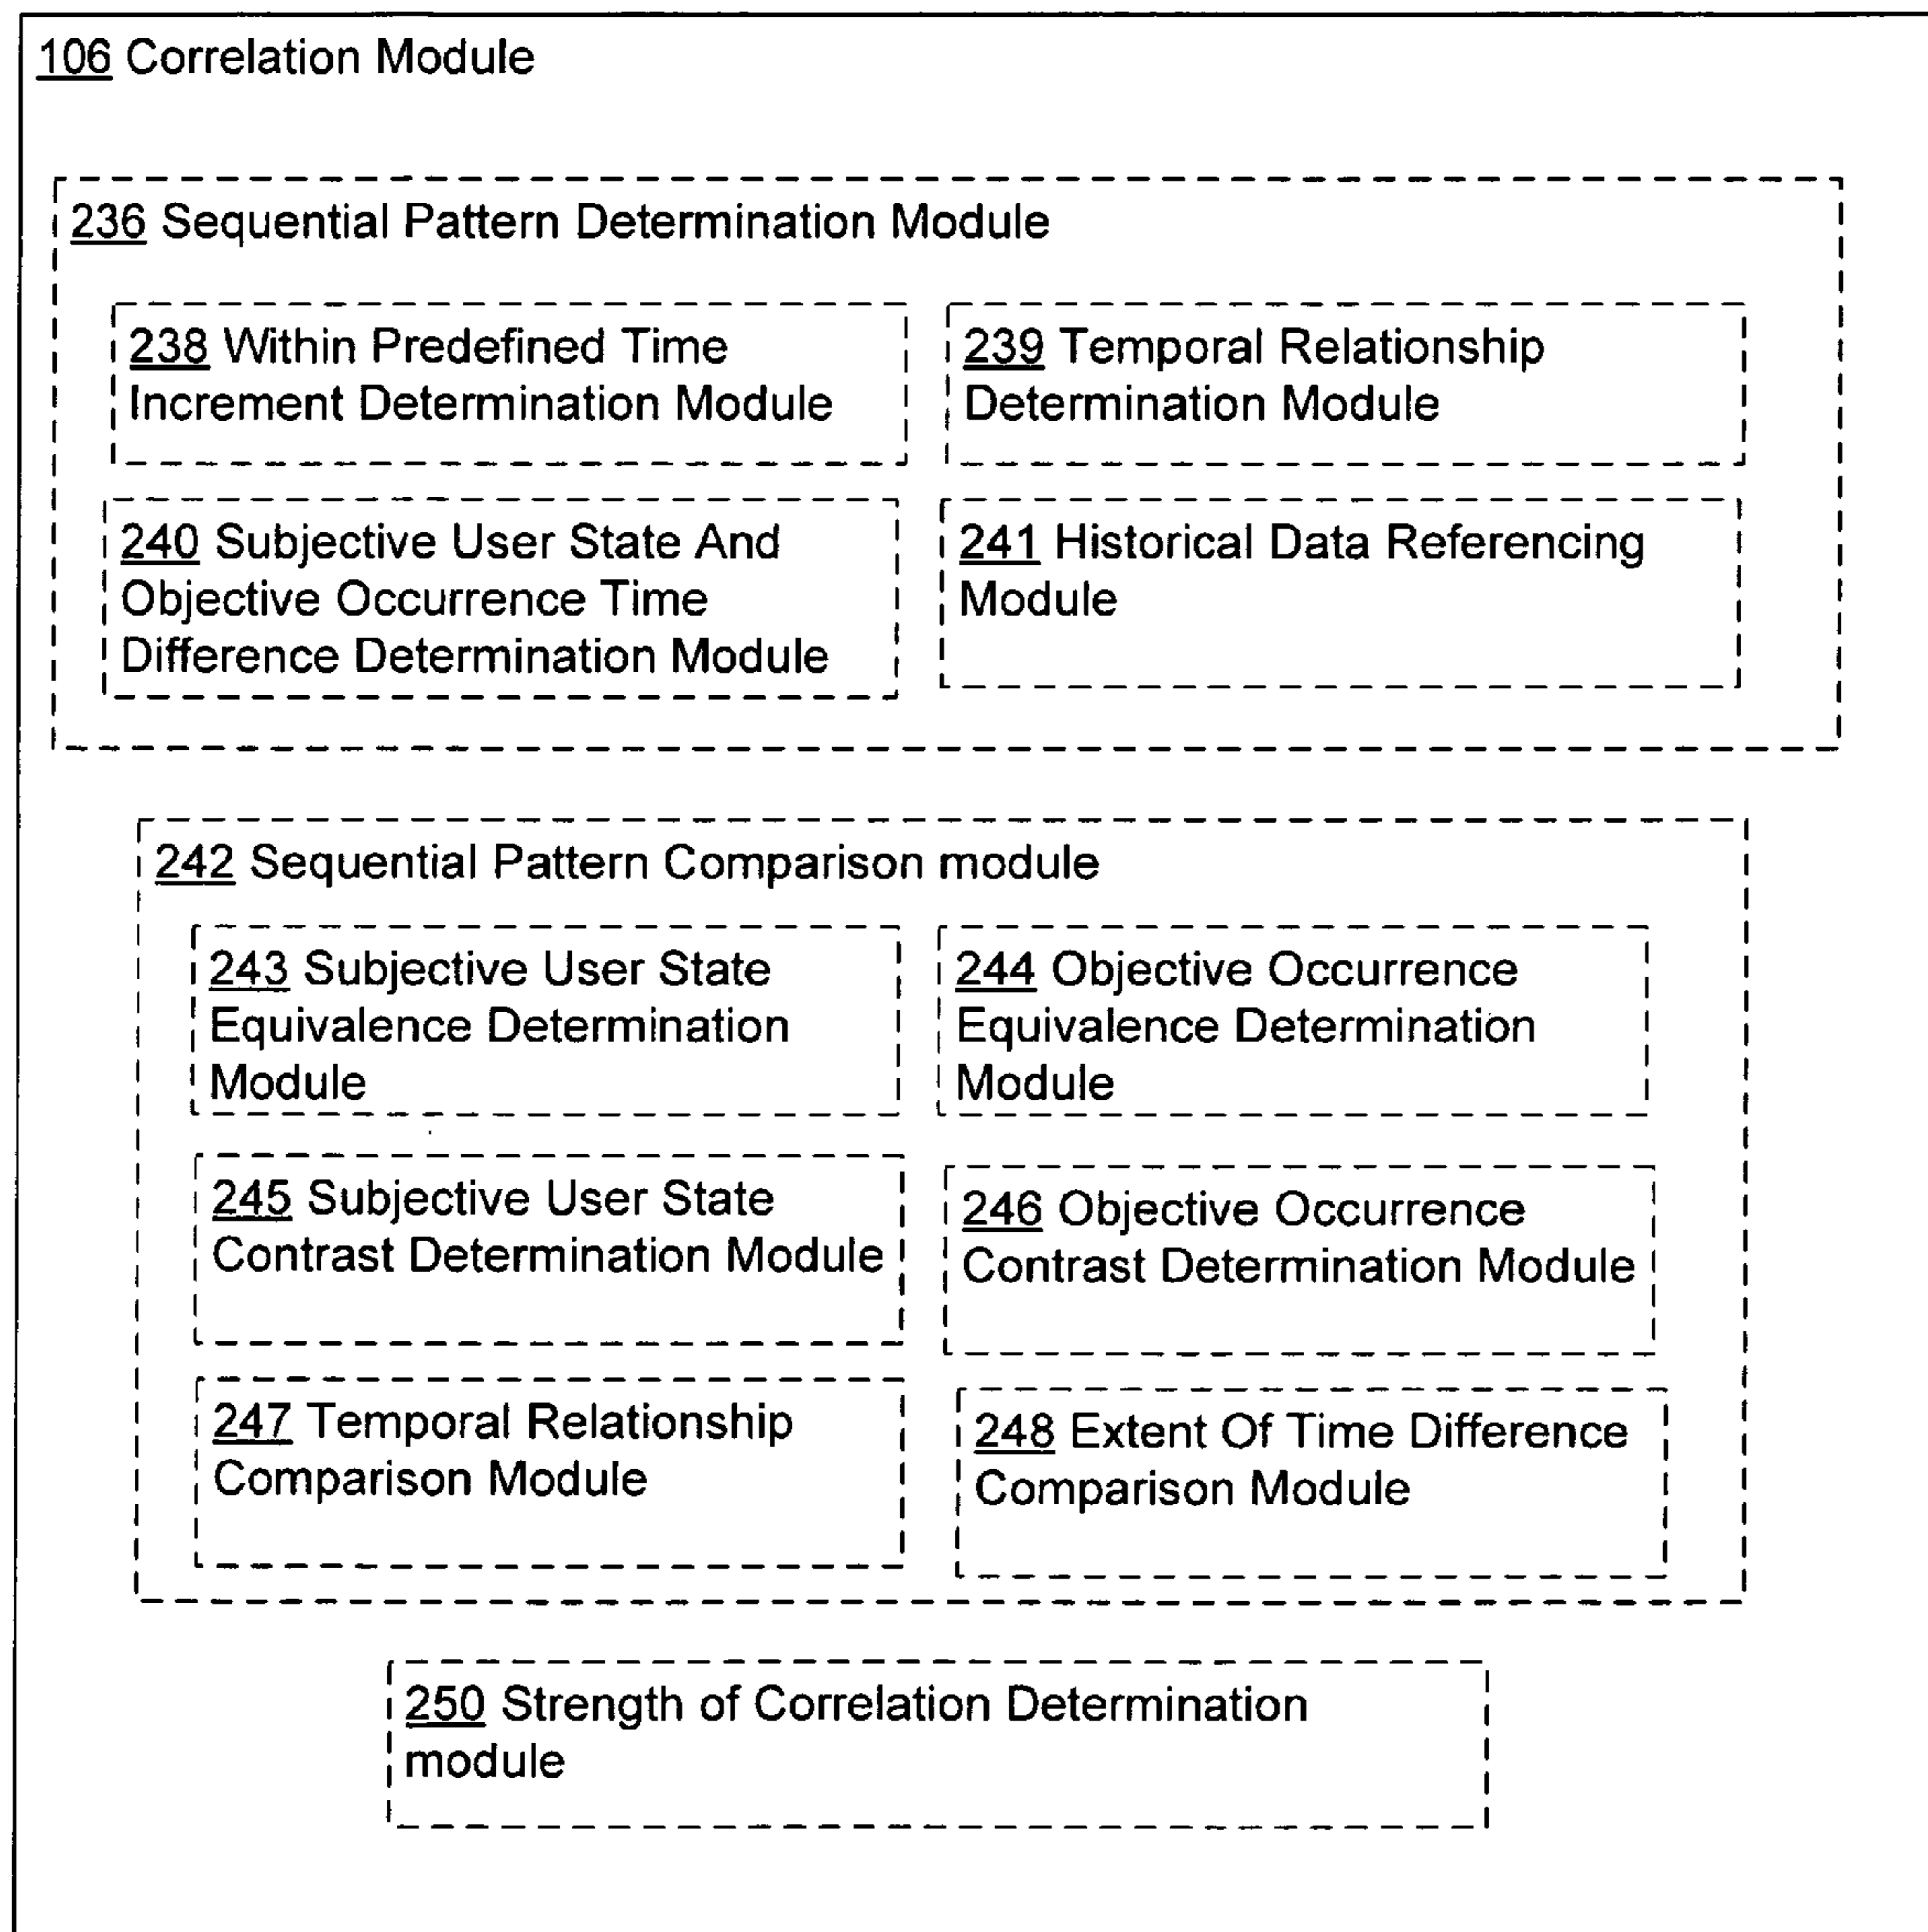 106 Correlation Module
236 Sequential Pattern Determination Module
238 Within Predefined Time
Increment Determination Module
239 Temporal Relationship
Determination Module
240 Subjective User State And
Objective Occurrence Time
Difference Determination Module
241 Historical Data Referencing
Module
242 Sequential Pattern Comparison module
243 Subjective User State
Equivalence Determination
Module
244 Objective Occurrence
Equivalence Determination
Module
245 Subjective User State
Contrast Determination Module
246 Objective Occurrence
Contrast Determination Module
247 Temporal Relationship
Comparison Module
248 Extent Of Time Difference
Comparison Module
250 Strength of Correlation Determination
module